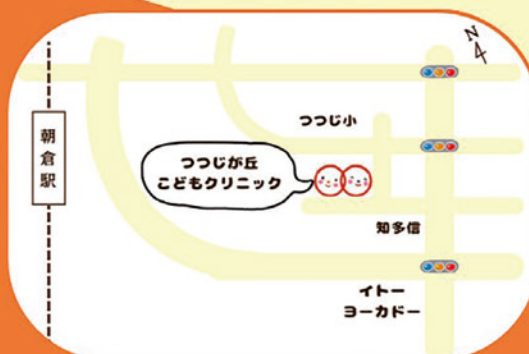 N
朝倉駅
つつじ小
つつじが丘
こどもクリニック
知多信
イトー
ヨーカドー